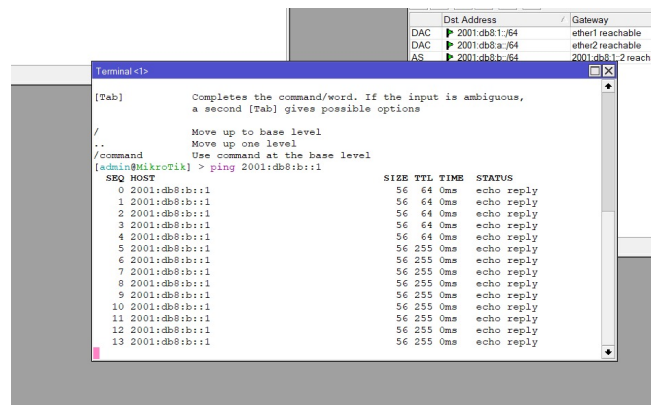 Dst. Address / Gateway
DAC 2001:db8:1::/64 ether1 reachable
DAC 2001:db8:a::/64 ether2 reachable
AS 2001:db8:b::/64 2001:db8:1::2 reach
Terminal <1>
[Tab] Completes the command/word. If the input is ambiguous,
a second [Tab] gives possible options
/ Move up to base level
.. Move up one level
/command Use command at the base level
[admin@MikroTik] > ping 2001:db8:b::1
SEQ HOST SIZE TTL TIME STATUS
0 2001:db8:b::1 56 64 0ms echo reply
1 2001:db8:b::1 56 64 0ms echo reply
2 2001:db8:b::1 56 64 0ms echo reply
3 2001:db8:b::1 56 64 0ms echo reply
4 2001:db8:b::1 56 64 0ms echo reply
5 2001:db8:b::1 56 255 0ms echo reply
6 2001:db8:b::1 56 255 0ms echo reply
7 2001:db8:b::1 56 255 0ms echo reply
8 2001:db8:b::1 56 255 0ms echo reply
9 2001:db8:b::1 56 255 0ms echo reply
10 2001:db8:b::1 56 255 0ms echo reply
11 2001:db8:b::1 56 255 0ms echo reply
12 2001:db8:b::1 56 255 0ms echo reply
13 2001:db8:b::1 56 255 0ms echo reply